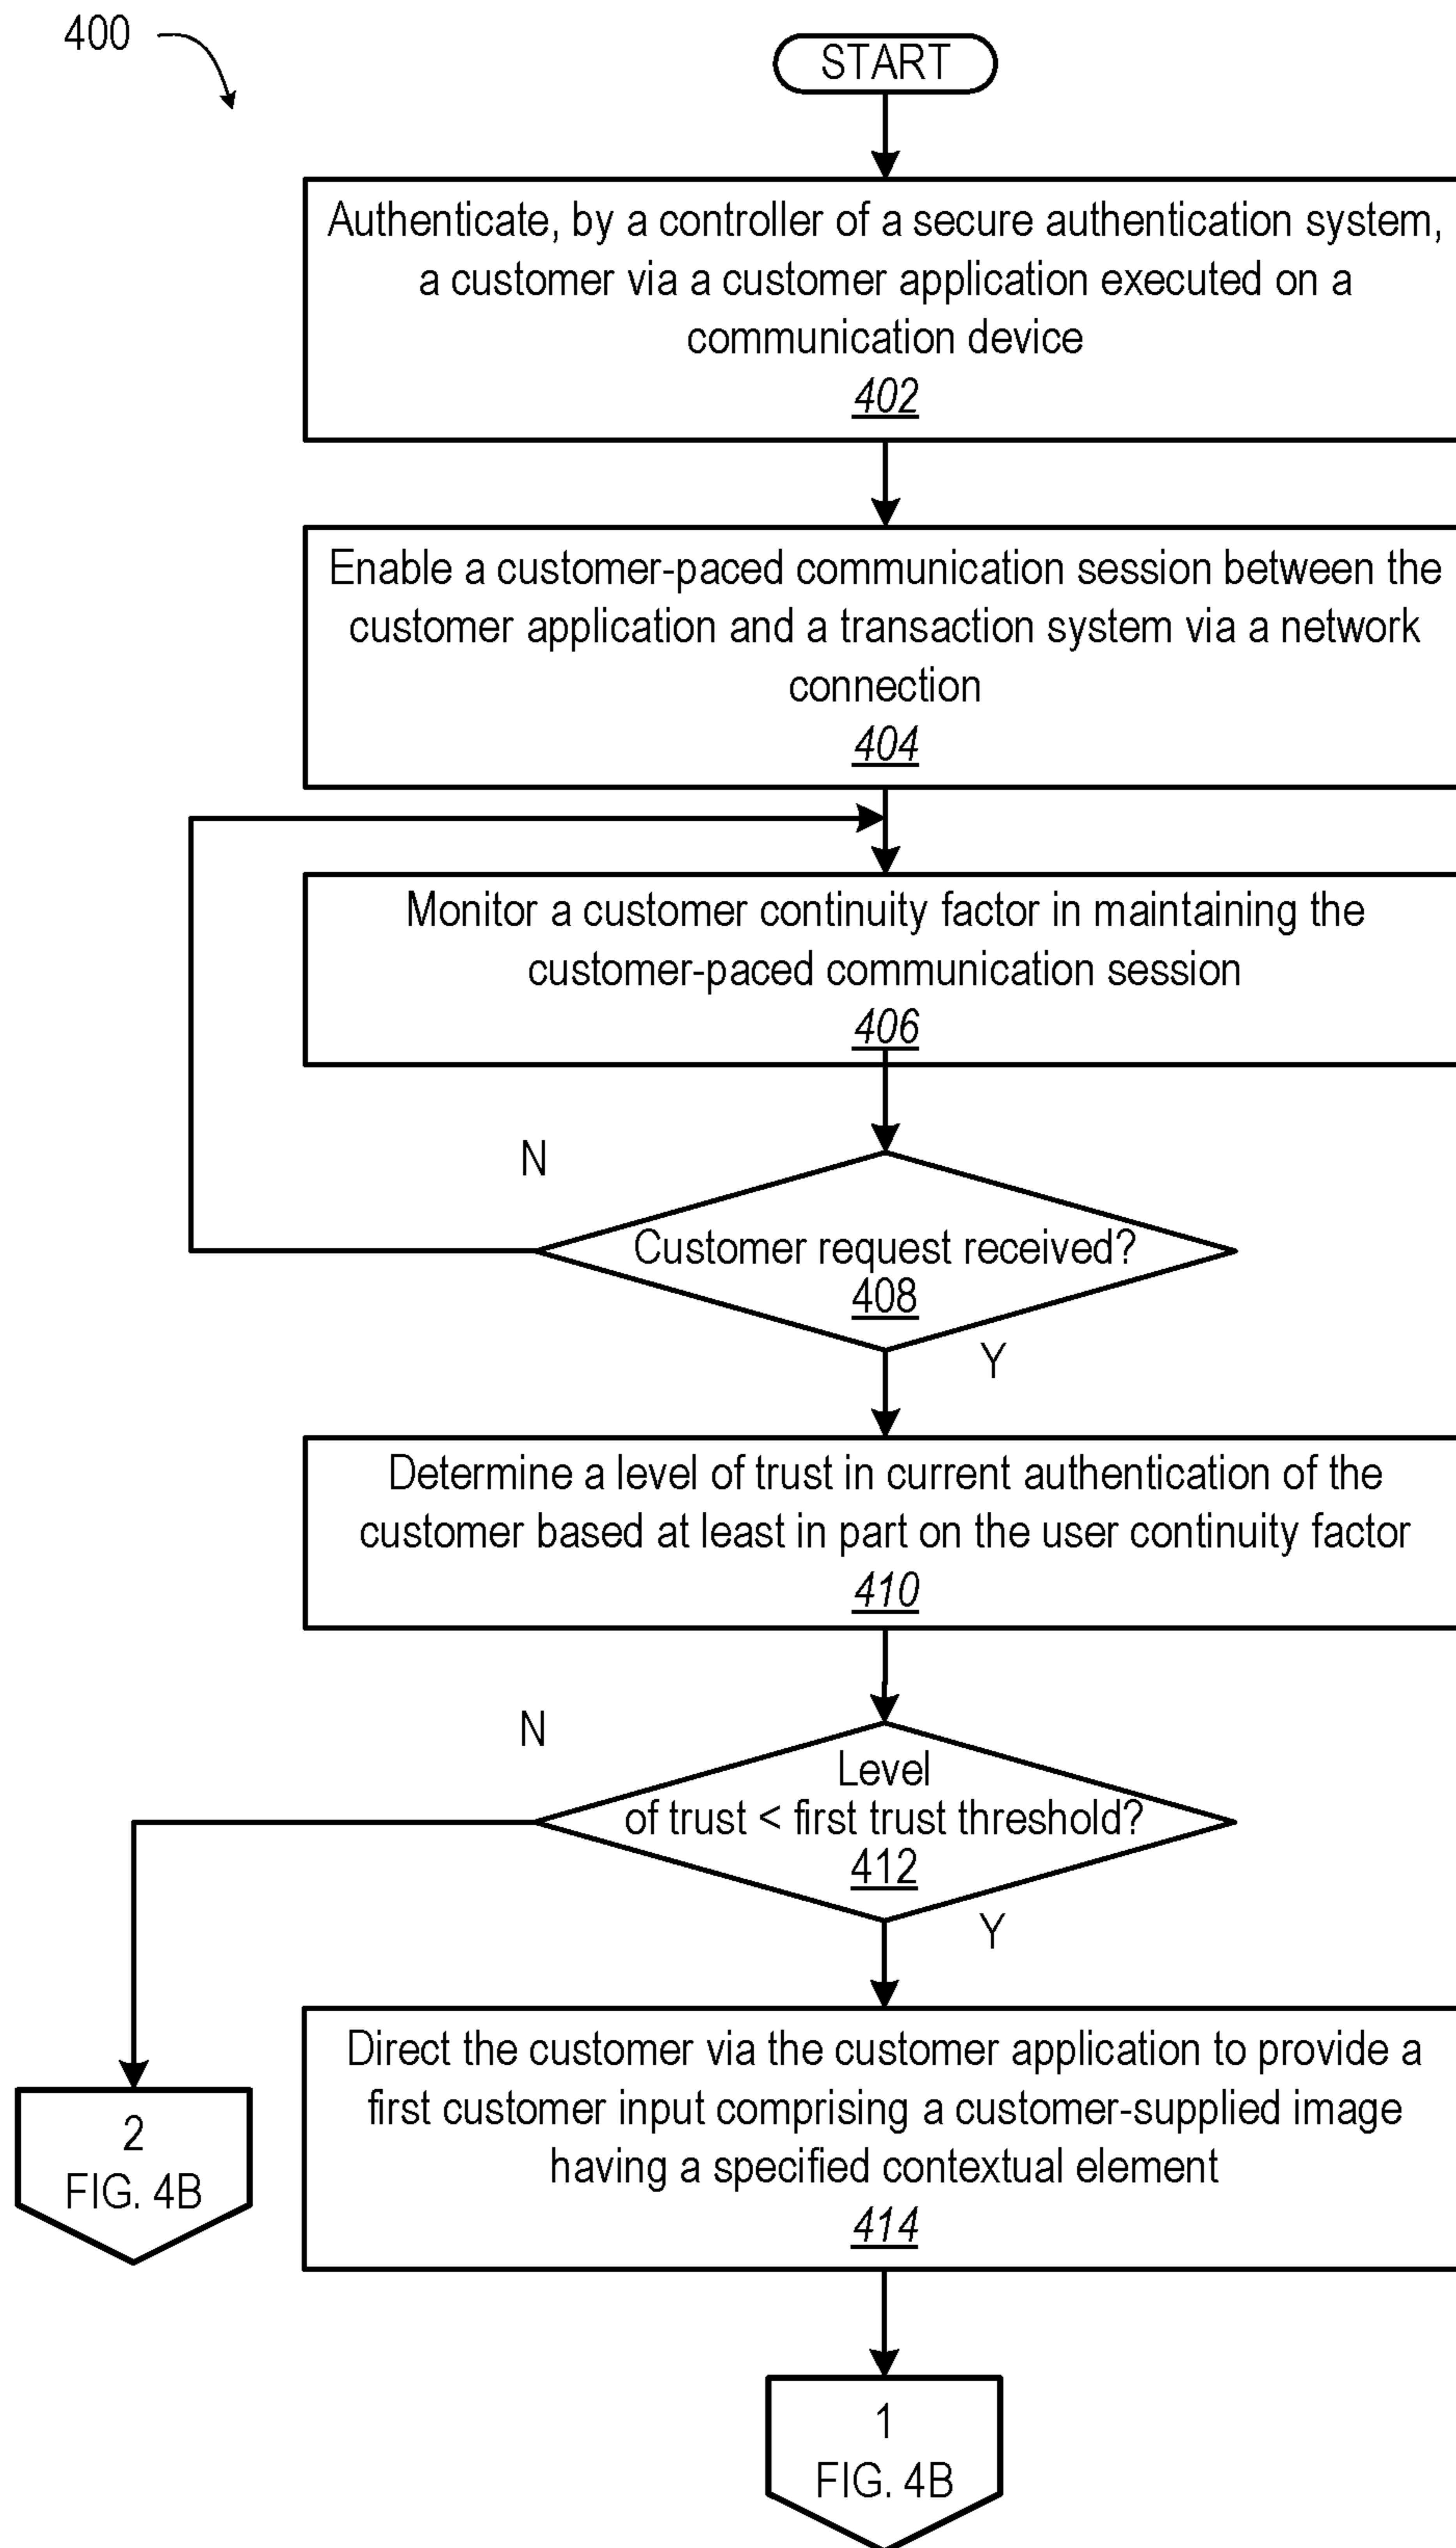 400
START
Authenticate, by a controller of a secure authentication system,
a customer via a customer application executed on a
communication device
402
Enable a customer-paced communication session between the
customer application and a transaction system via a network
connection
404
Monitor a customer continuity factor in maintaining the
customer-paced communication session
406
N
Customer request received?
408
Y
Determine a level of trust in current authentication of the
customer based at least in part on the user continuity factor
410
N
Level
of trust < first trust threshold?
412
Y
Direct the customer via the customer application to provide a
first customer input comprising a customer-supplied image
having a specified contextual element
414
2
FIG. 4B
1
FIG. 4B